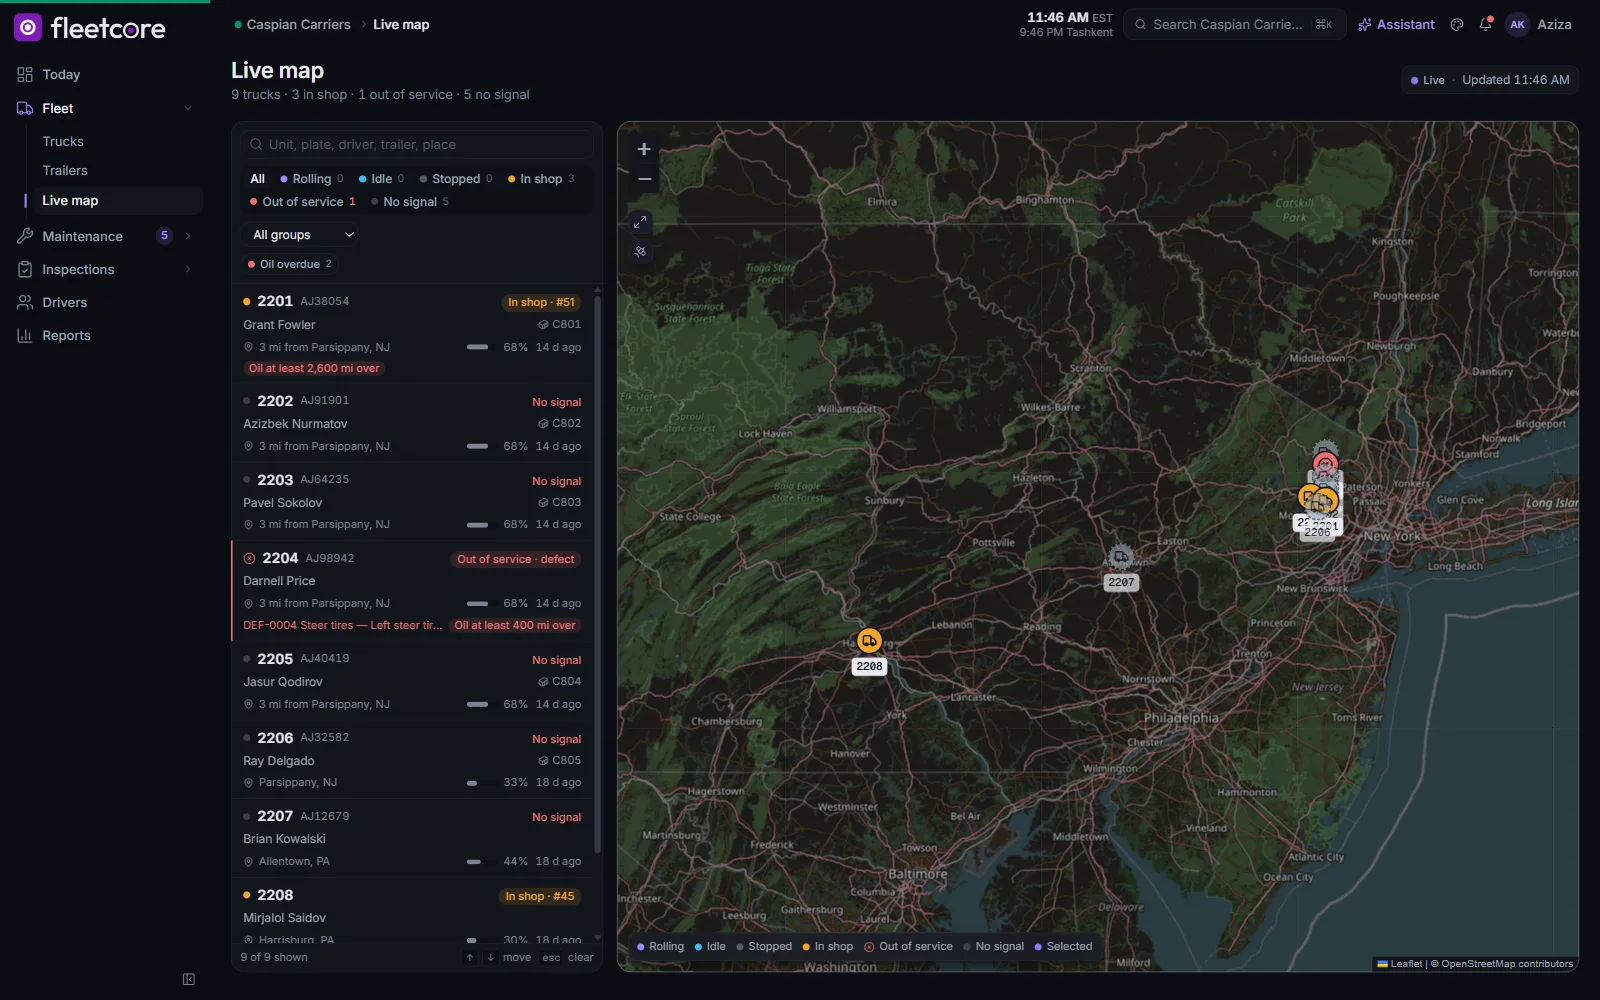 fleetcore
Caspian Carriers › Live map
11:46 AM EST
9:46 PM Tashkent
Search Caspian Carrie... ⌘K
Assistant
AK Aziza
Today
Fleet
Trucks
Trailers
Live map
Maintenance 5
Inspections
Drivers
Reports
Live map
9 trucks · 3 in shop · 1 out of service · 5 no signal
Live · Updated 11:46 AM
Unit, plate, driver, trailer, place
All Rolling 0 Idle 0 Stopped 0 In shop 3
Out of service 1 No signal 5
All groups
Oil overdue 2
2201 AJ38054 In shop · #51
Grant Fowler C801
3 mi from Parsippany, NJ 68% 14 d ago
Oil at least 2,600 mi over
2202 AJ91901 No signal
Azizbek Nurmatov C802
3 mi from Parsippany, NJ 68% 14 d ago
2203 AJ64235 No signal
Pavel Sokolov C803
3 mi from Parsippany, NJ 68% 14 d ago
2204 AJ98942 Out of service · defect
Darnell Price
3 mi from Parsippany, NJ 68% 14 d ago
DEF-0004 Steer tires — Left steer tir... Oil at least 400 mi over
2205 AJ40419 No signal
Jasur Qodirov C804
3 mi from Parsippany, NJ 68% 14 d ago
2206 AJ32582 No signal
Ray Delgado C805
Parsippany, NJ 33% 18 d ago
2207 AJ12679 No signal
Brian Kowalski
Allentown, PA 44% 18 d ago
2208 In shop · #45
Mirjalol Saidov
Harrisburg, PA 30% 18 d ago
9 of 9 shown ↑ ↓ move esc clear
+
−
Elmira
Binghamton
Catskill
Park
Kingston
Tioga State
Forest
Torrington
Poughkeepsie
Susquehannock
State Forest
Newburgh
Middletown
Danbury
Scranton
Elk State
Forest
Sproul
State Forest
Williamsport
Wilkes-Barre
Lock Haven
Bridgeport
Norwalk
Stamford
Hazleton
Bald Eagle
State Forest
Sunbury
Paterson
Yonkers
Passaic
Glen Cove
State College
2201
2206
New York
Pottsville
Easton
Long Beach
2207
New Brunswick
Princeton
Lebanon
Reading
2208
Trenton
Norristown
New Jersey
Lancaster
Chambersburg
York
Philadelphia
Toms River
Chester
Hanover
Wilmington
Hagerstown
Hammonton
Westminster
Bel Air
Vineland
Martinsburg
Frederick
Towson
Middletown
Atlantic City
Ocean City
Baltimore
Columbia
Delaware
Gaithersburg
Leesburg
Laurel
Rolling Idle Stopped In shop Out of service No signal Selected
Washington
Milford
Leaflet | © OpenStreetMap contributors